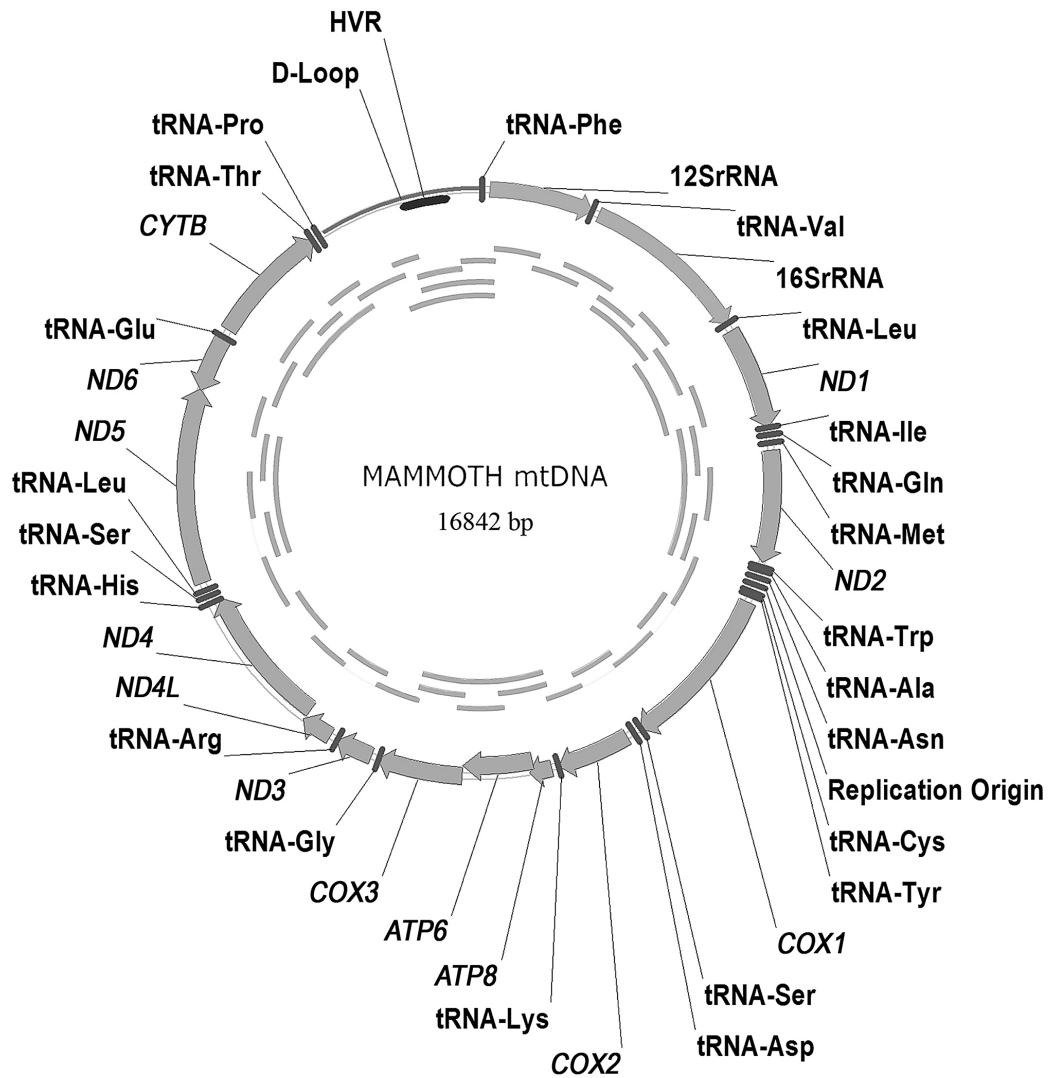 HVR
D-Loop
tRNA-Pro
tRNA-Phe
tRNA-Thr
12SrRNA
CYTB
tRNA-Val
16SrRNA
tRNA-Glu
tRNA-Leu
ND6
ND1
ND5
tRNA-Ile
tRNA-Leu
tRNA-Gln
MAMMOTH mtDNA
16842 bp
tRNA-Ser
tRNA-Met
tRNA-His
ND2
ND4
tRNA-Trp
ND4L
tRNA-Ala
tRNA-Arg
tRNA-Asn
ND3
Replication Origin
tRNA-Gly
tRNA-Cys
COX3
tRNA-Tyr
ATP6
COX1
ATP8
tRNA-Ser
tRNA-Lys
tRNA-Asp
COX2